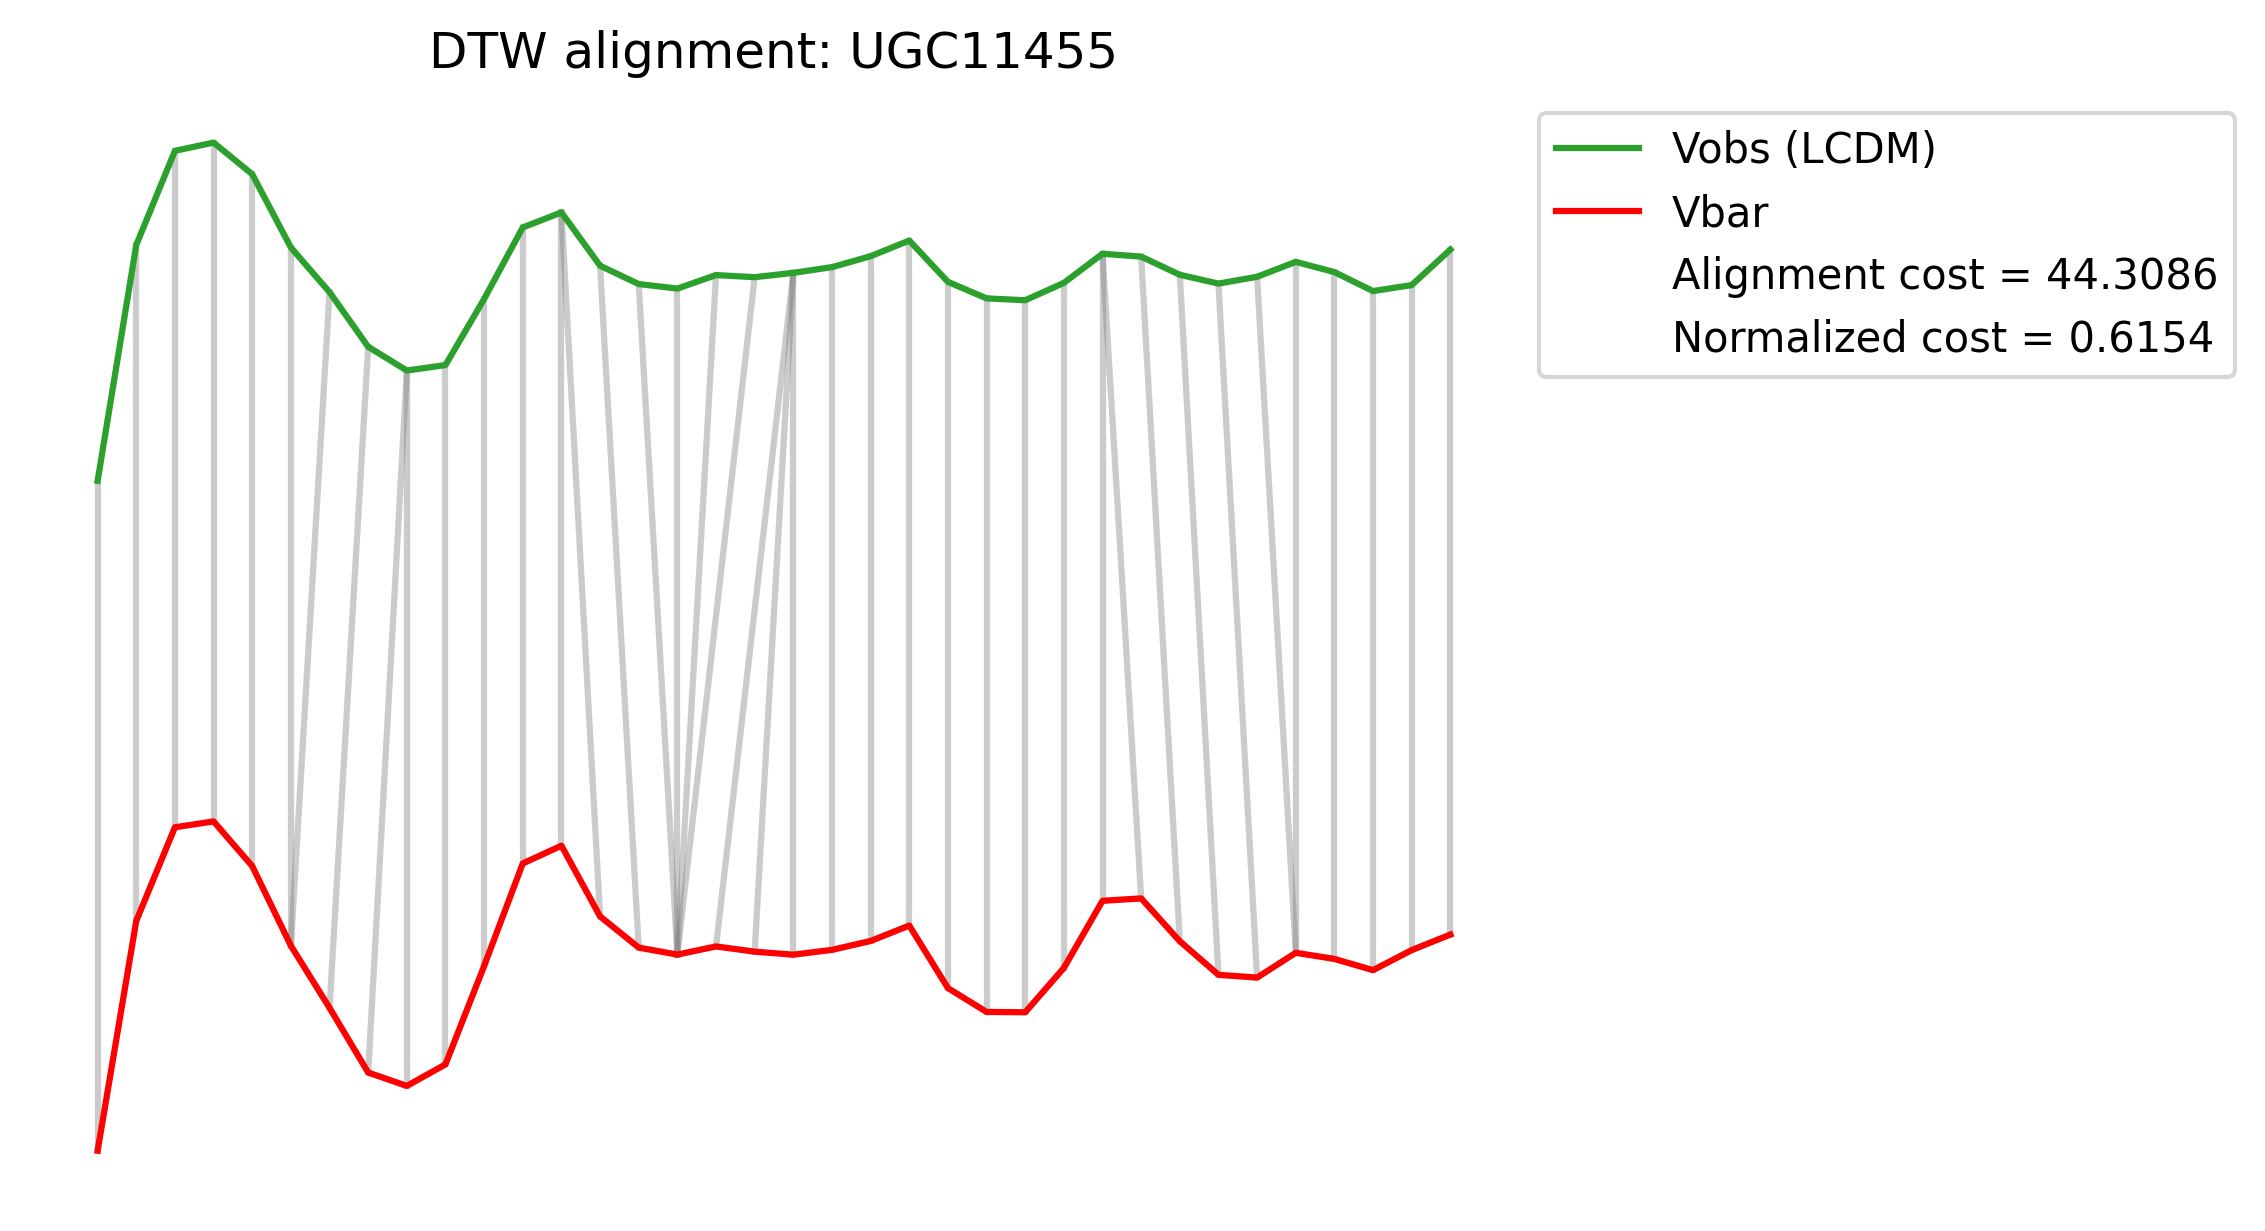 DTW alignment: UGC11455
Vobs (LCDM)
Vbar
Alignment cost = 44.3086
Normalized cost = 0.6154